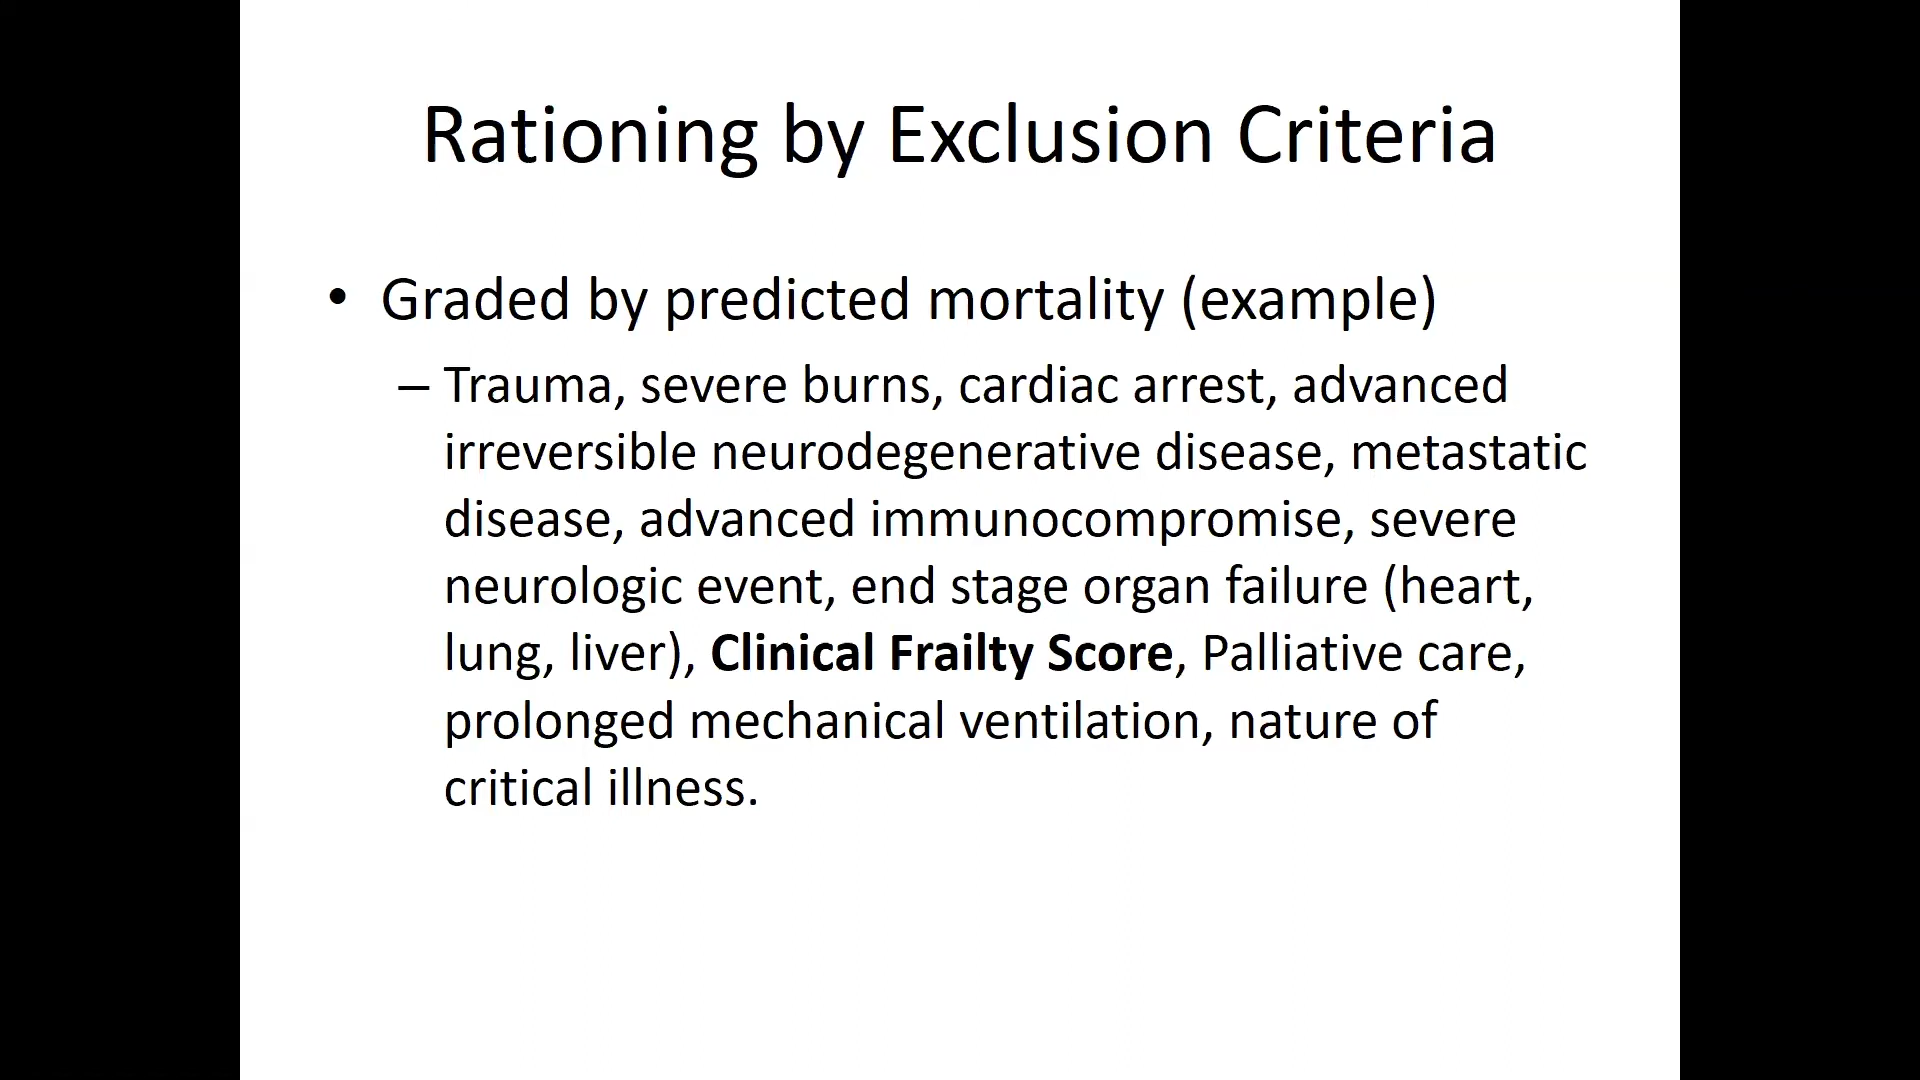 Rationing by Exclusion Criteria
• Graded by predicted mortality (example)
– Trauma, severe burns, cardiac arrest, advanced
irreversible neurodegenerative disease, metastatic
disease, advanced immunocompromise, severe
neurologic event, end stage organ failure (heart,
lung, liver), Clinical Frailty Score, Palliative care,
prolonged mechanical ventilation, nature of
critical illness.